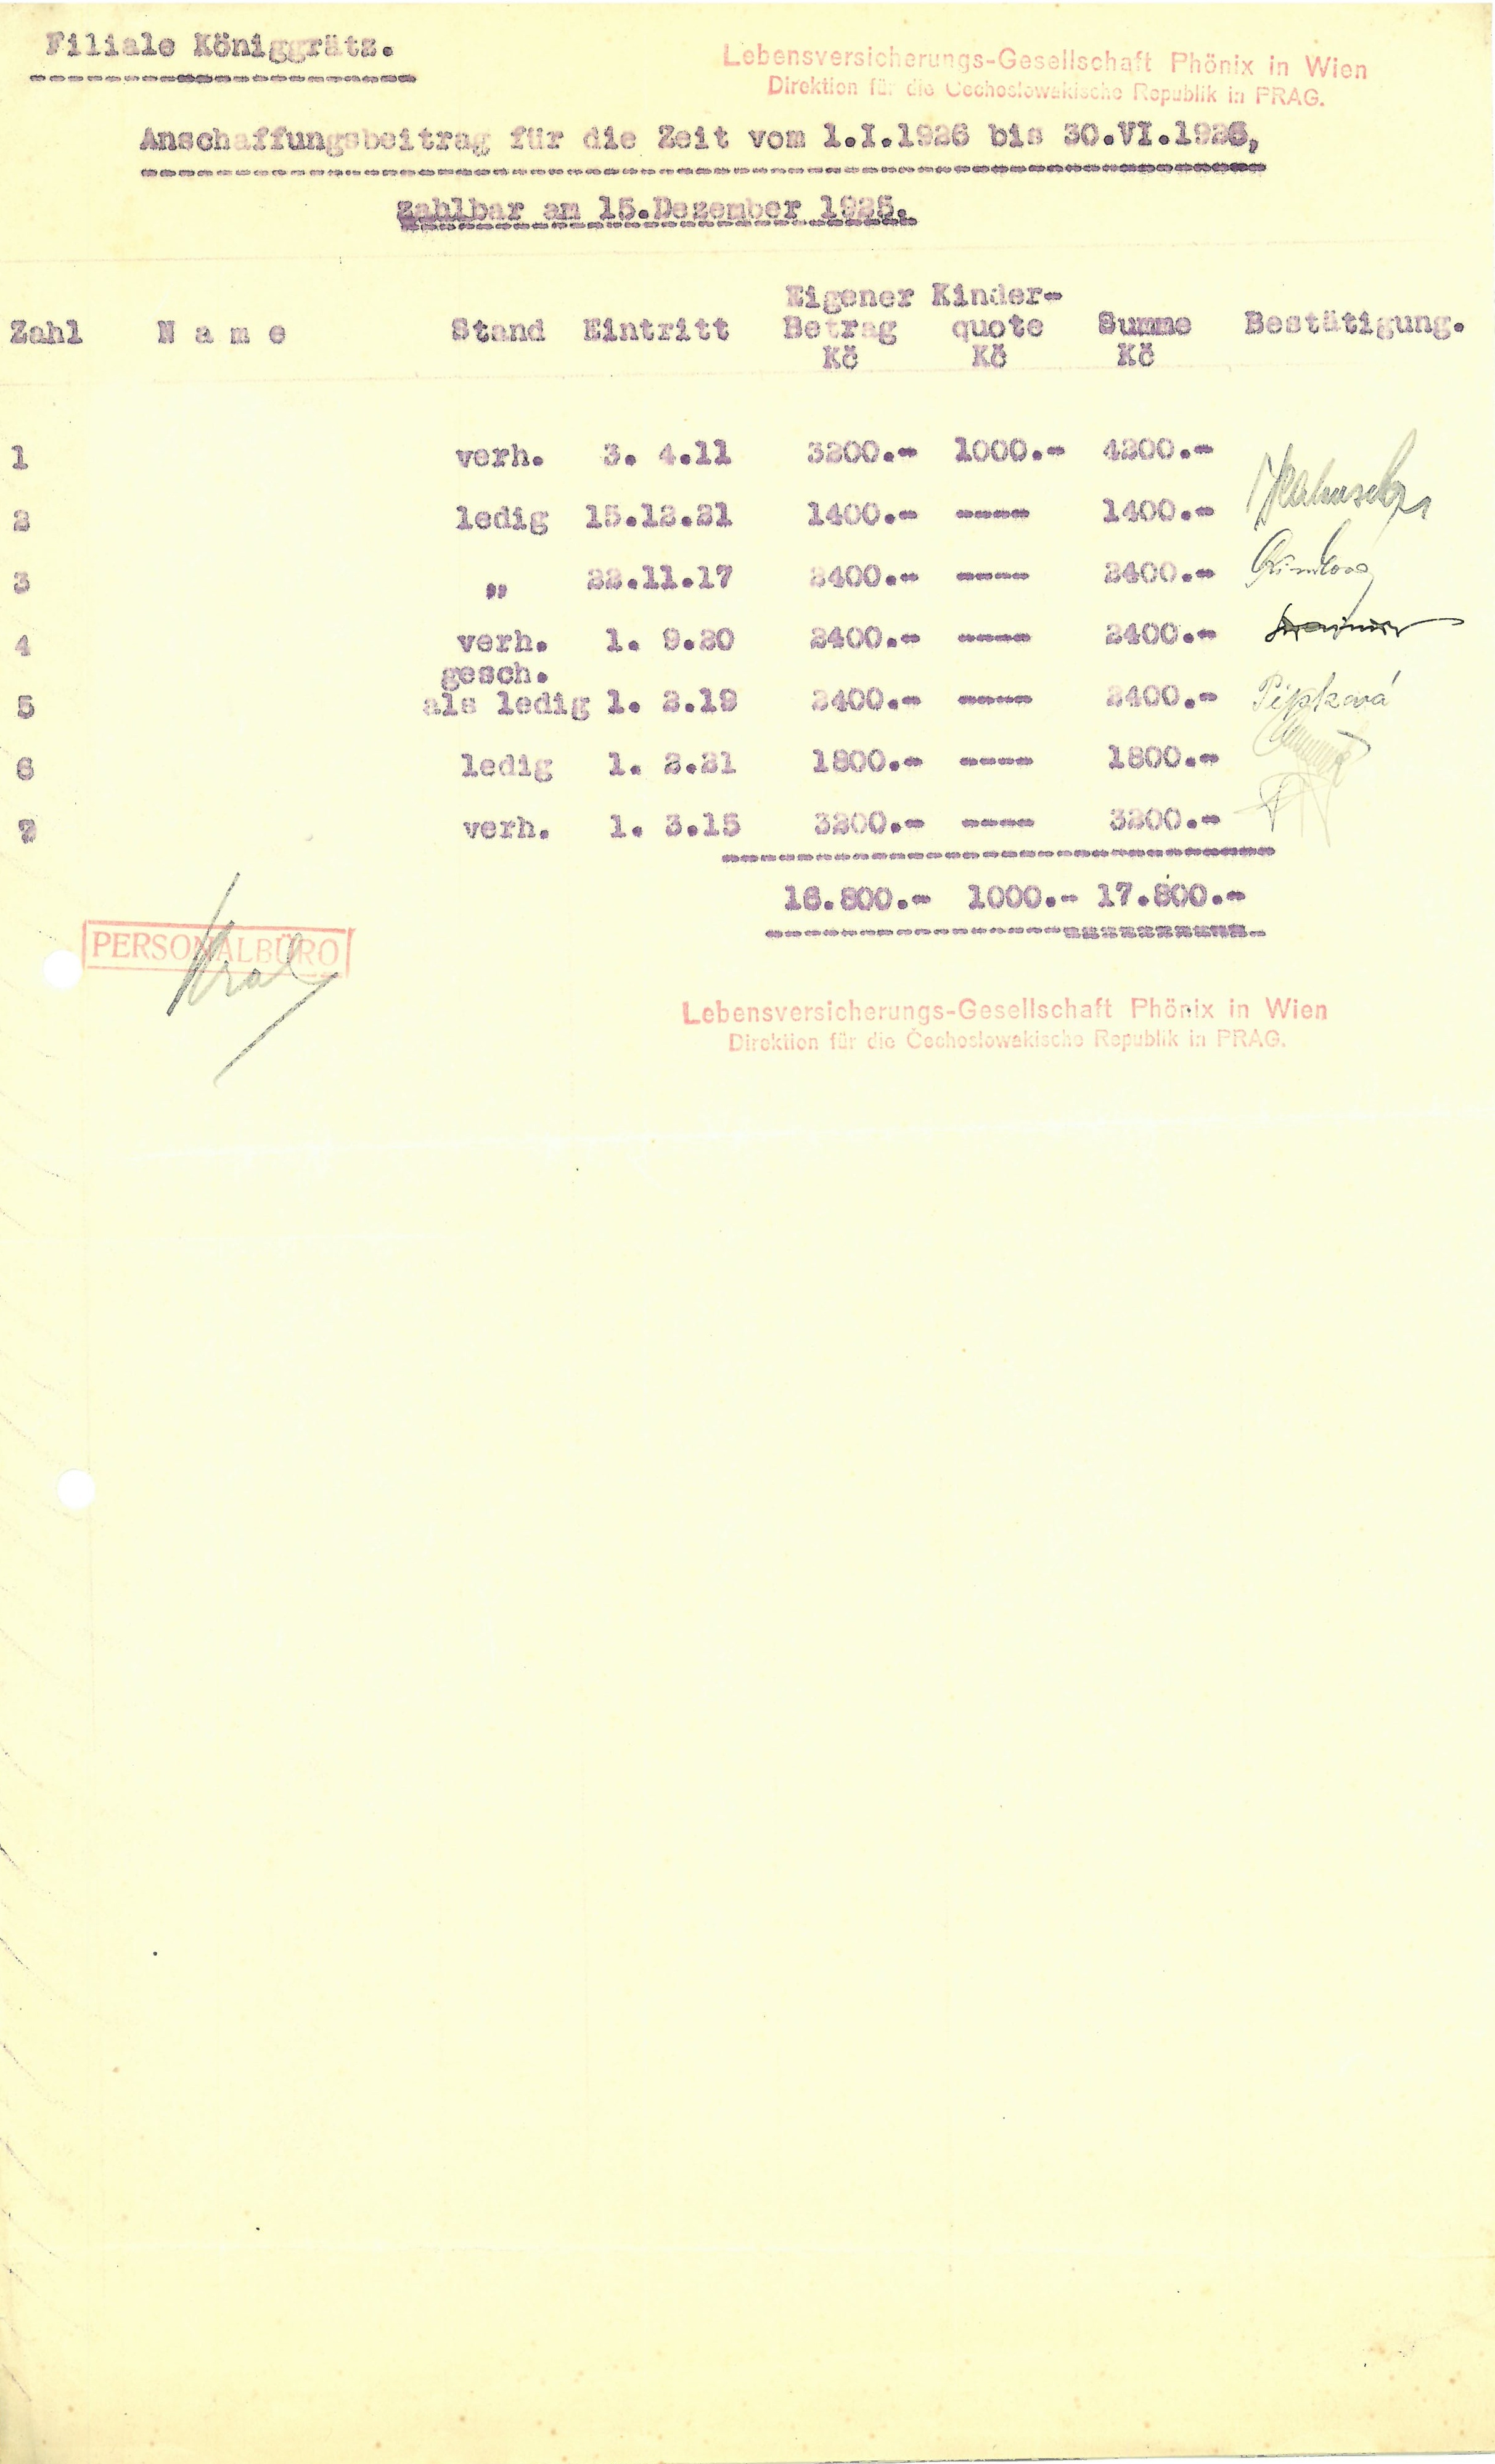 Filiale Königgrätz.
Lebensversicherungs-Gesellschaft Phönix in Wien
Direktion für die Čechoslowakische Republik in PRAG.
Anschaffungsbeitrag für die Zeit vom 1.I.1926 bis 30.VI.1926,
zahlbar am 15.Dezember 1925.
Eigener Kinder-
Zahl N a m e Stand Eintritt Betrag quote Summe Bestätigung.
Kč Kč Kč
1 verh. 3. 4.11 3200.- 1000.- 4200.-
2 ledig 15.12.21 1400.- ---- 1400.-
3 „ 22.11.17 2400.- ---- 2400.-
4 verh. 1. 9.20 2400.- ---- 2400.-
gesch.
5 als ledig 1. 2.19 2400.- ---- 2400.- Pipková
6 ledig 1. 2.21 1800.- ---- 1800.-
7 verh. 1. 3.15 3200.- ---- 3200.-
16.800.- 1000.- 17.800.-
PERSONALBÜRO
Kral
Lebensversicherungs-Gesellschaft Phönix in Wien
Direktion für die Čechoslowakische Republik in PRAG.